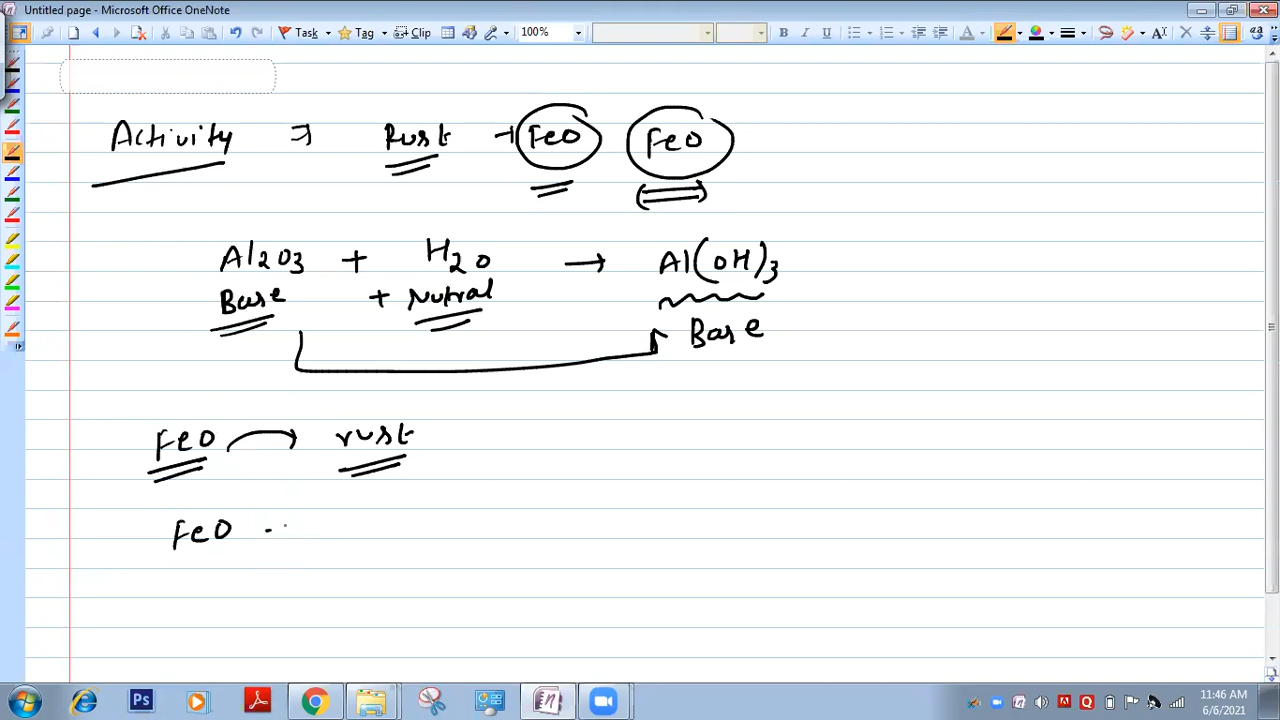 Untitled page - Microsoft Office OneNote
Task Tag Clip 100% B I U A
Activity ⇒ Rust → FeO FeO
Al2O3 + H2O → Al(OH)3
Base + Nutral
Base
FeO → rust
FeO
Ps
11:46 AM
6/6/2021